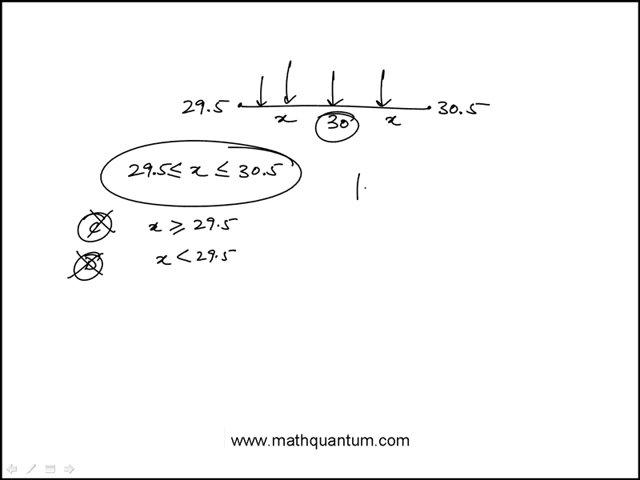 29.5 30.5
x 30 x
29.5 ≤ x ≤ 30.5
C x ≥ 29.5
D x < 29.5
www.mathquantum.com